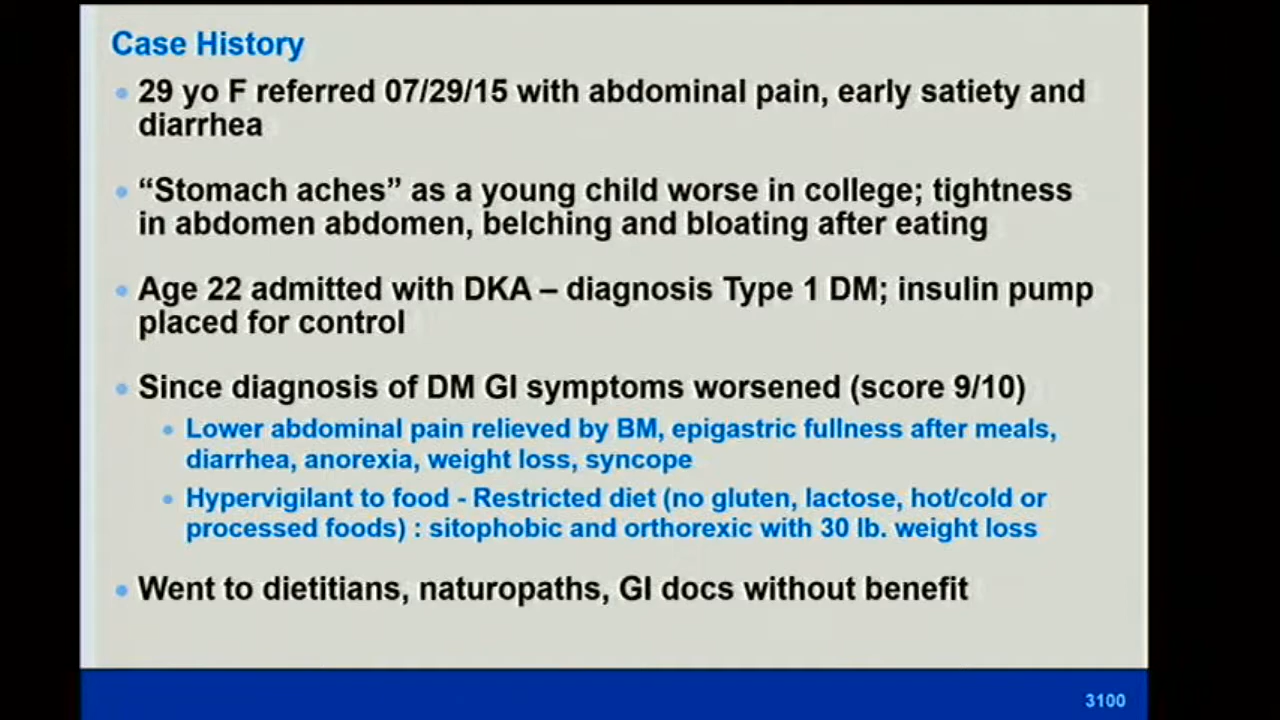 Case History
• 29 yo F referred 07/29/15 with abdominal pain, early satiety and
diarrhea
• “Stomach aches” as a young child worse in college; tightness
in abdomen abdomen, belching and bloating after eating
• Age 22 admitted with DKA – diagnosis Type 1 DM; insulin pump
placed for control
• Since diagnosis of DM GI symptoms worsened (score 9/10)
• Lower abdominal pain relieved by BM, epigastric fullness after meals,
diarrhea, anorexia, weight loss, syncope
• Hypervigilant to food - Restricted diet (no gluten, lactose, hot/cold or
processed foods) : sitophobic and orthorexic with 30 lb. weight loss
• Went to dietitians, naturopaths, GI docs without benefit
3100